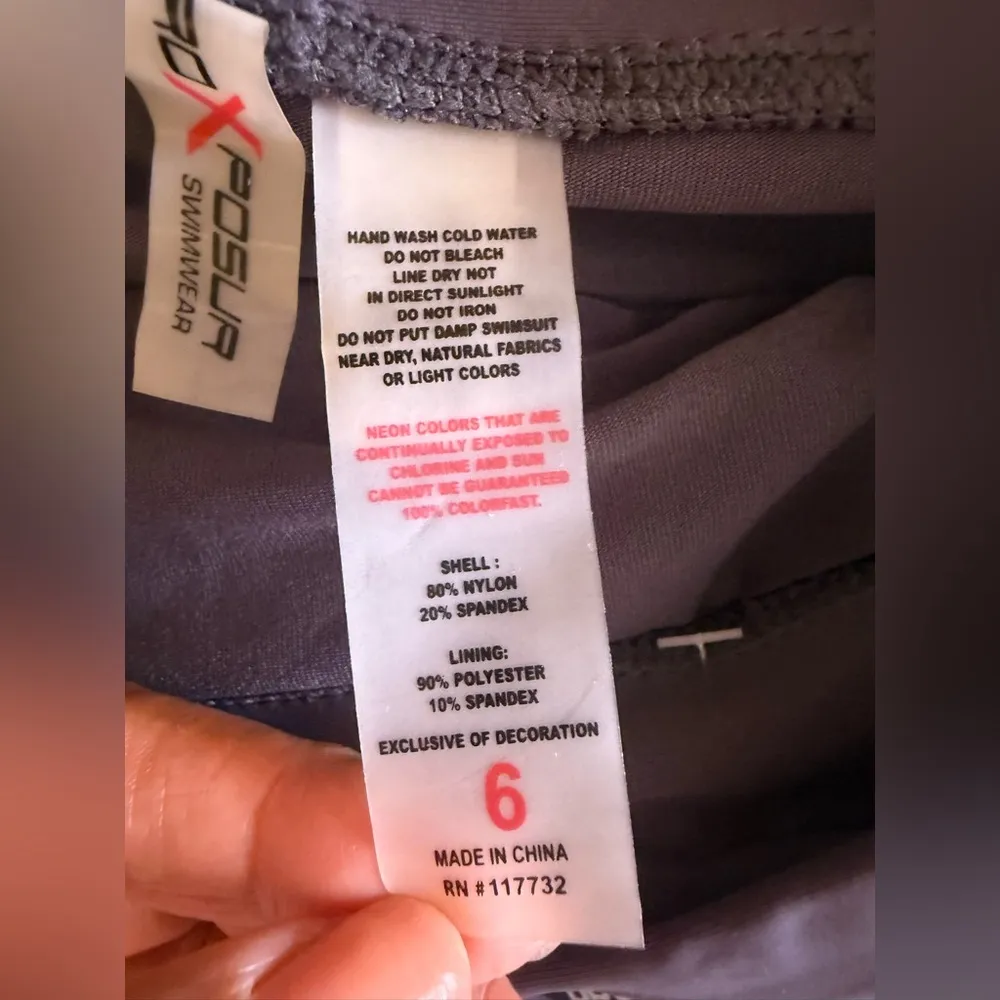 ROXPOSUR
SWIMWEAR
HAND WASH COLD WATER
DO NOT BLEACH
LINE DRY NOT
IN DIRECT SUNLIGHT
DO NOT IRON
DO NOT PUT DAMP SWIMSUIT
NEAR DRY, NATURAL FABRICS
OR LIGHT COLORS
NEON COLORS THAT ARE
CONTINUALLY EXPOSED TO
CHLORINE AND SUN
CANNOT BE GUARANTEED
100% COLORFAST.
SHELL :
80% NYLON
20% SPANDEX
LINING:
90% POLYESTER
10% SPANDEX
EXCLUSIVE OF DECORATION
6
MADE IN CHINA
RN #117732